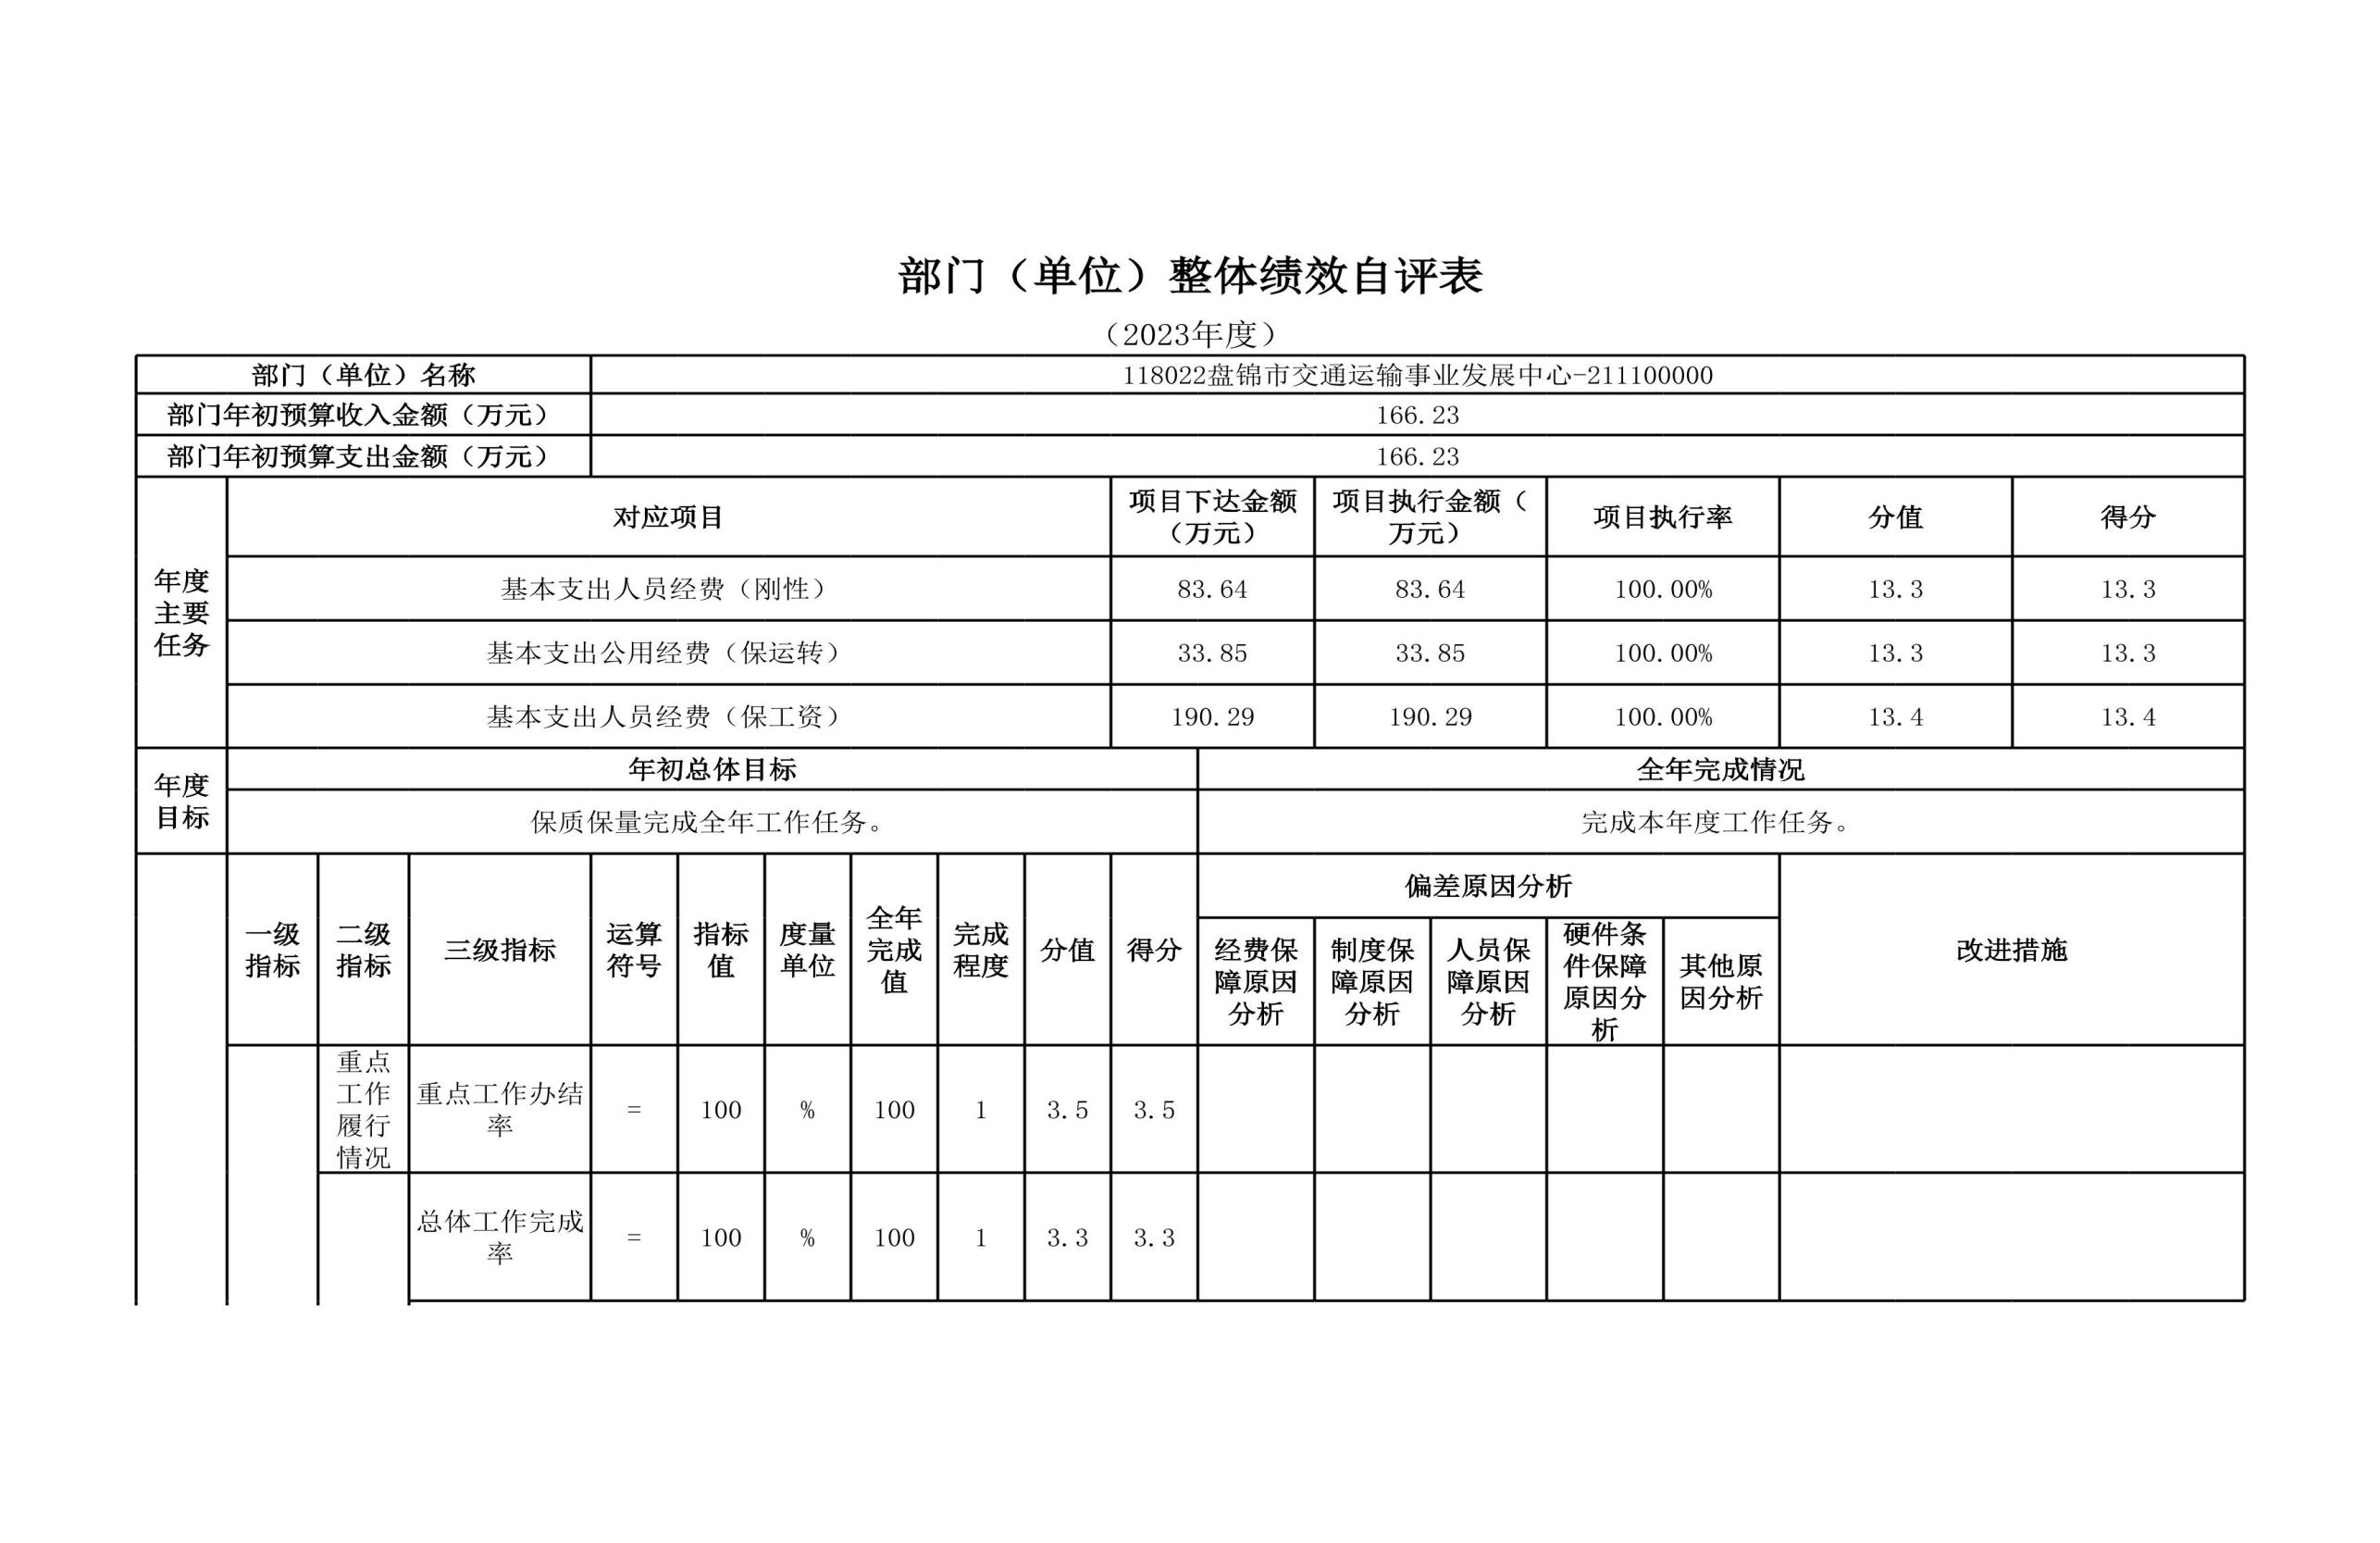 部门（单位）整体绩效自评表
（2023年度）
部门（单位）名称 118022盘锦市交通运输事业发展中心-211100000
部门年初预算收入金额（万元） 166.23
部门年初预算支出金额（万元） 166.23
年度
主要
任务
对应项目
项目下达金额
（万元）
项目执行金额（
万元）
项目执行率
分值
得分
基本支出人员经费（刚性） 83.64 83.64 100.00% 13.3 13.3
基本支出公用经费（保运转） 33.85 33.85 100.00% 13.3 13.3
基本支出人员经费（保工资） 190.29 190.29 100.00% 13.4 13.4
年度
目标
年初总体目标 全年完成情况
保质保量完成全年工作任务。 完成本年度工作任务。
一级
指标
二级
指标
三级指标
运算
符号
指标
值
度量
单位
全年
完成
值
完成
程度
分值
得分
偏差原因分析
经费保
障原因
分析
制度保
障原因
分析
人员保
障原因
分析
硬件条
件保障
原因分
析
其他原
因分析
改进措施
重点
工作
履行
情况
重点工作办结
率
= 100 % 100 1 3.5 3.5
总体工作完成
率
= 100 % 100 1 3.3 3.3